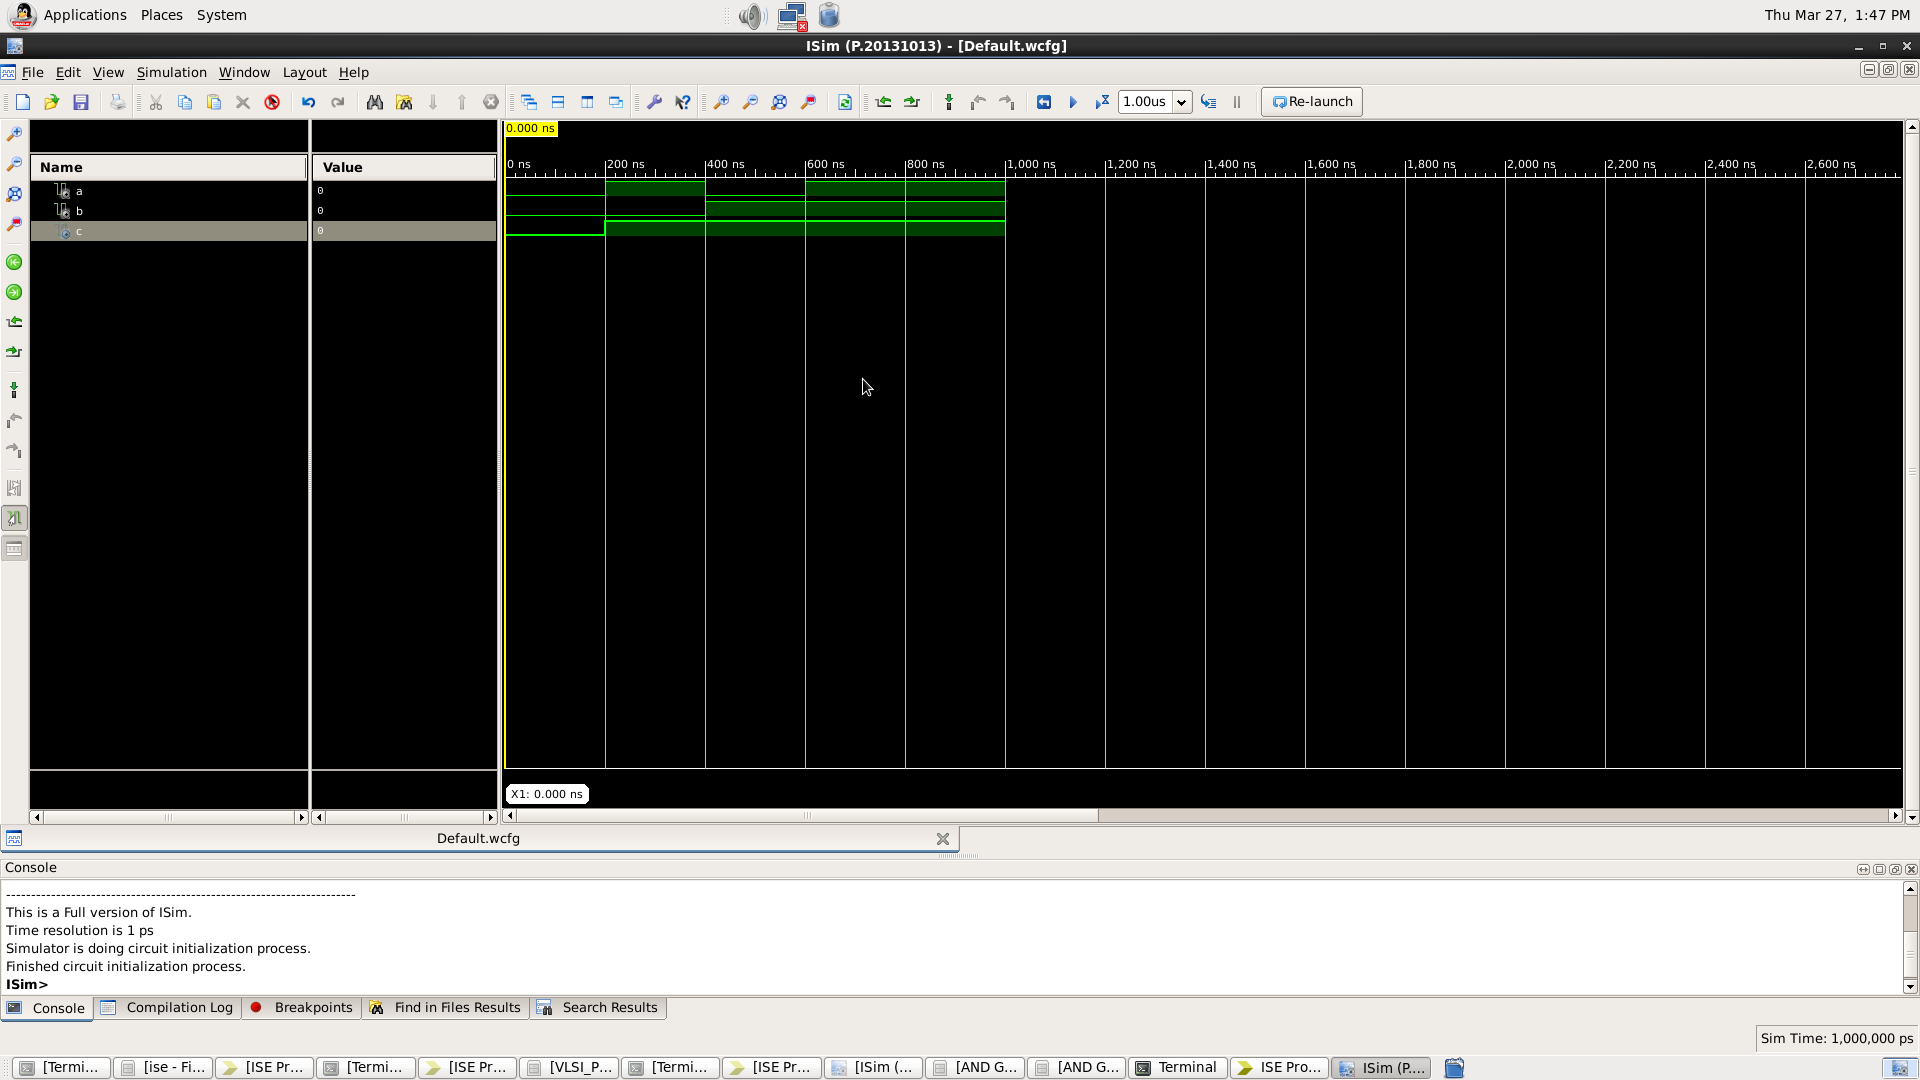 Applications Places System
Thu Mar 27, 1:47 PM
ISim (P.20131013) - [Default.wcfg]
File Edit View Simulation Window Layout Help
1.00us
Re-launch
0.000 ns
Name Value
0 ns 200 ns 400 ns 600 ns 800 ns 1,000 ns 1,200 ns 1,400 ns 1,600 ns 1,800 ns 2,000 ns 2,200 ns 2,400 ns 2,600 ns
a 0
b 0
c 0
X1: 0.000 ns
Default.wcfg
Console
----------------------------------------------------------------------
This is a Full version of ISim.
Time resolution is 1 ps
Simulator is doing circuit initialization process.
Finished circuit initialization process.
ISim>
Console Compilation Log Breakpoints Find in Files Results Search Results
Sim Time: 1,000,000 ps
[Termi... [ise - Fi... [ISE Pr... [Termi... [ISE Pr... [VLSI_P... [Termi... [ISE Pr... [ISim (... [AND G... [AND G... Terminal ISE Pro... ISim (P....